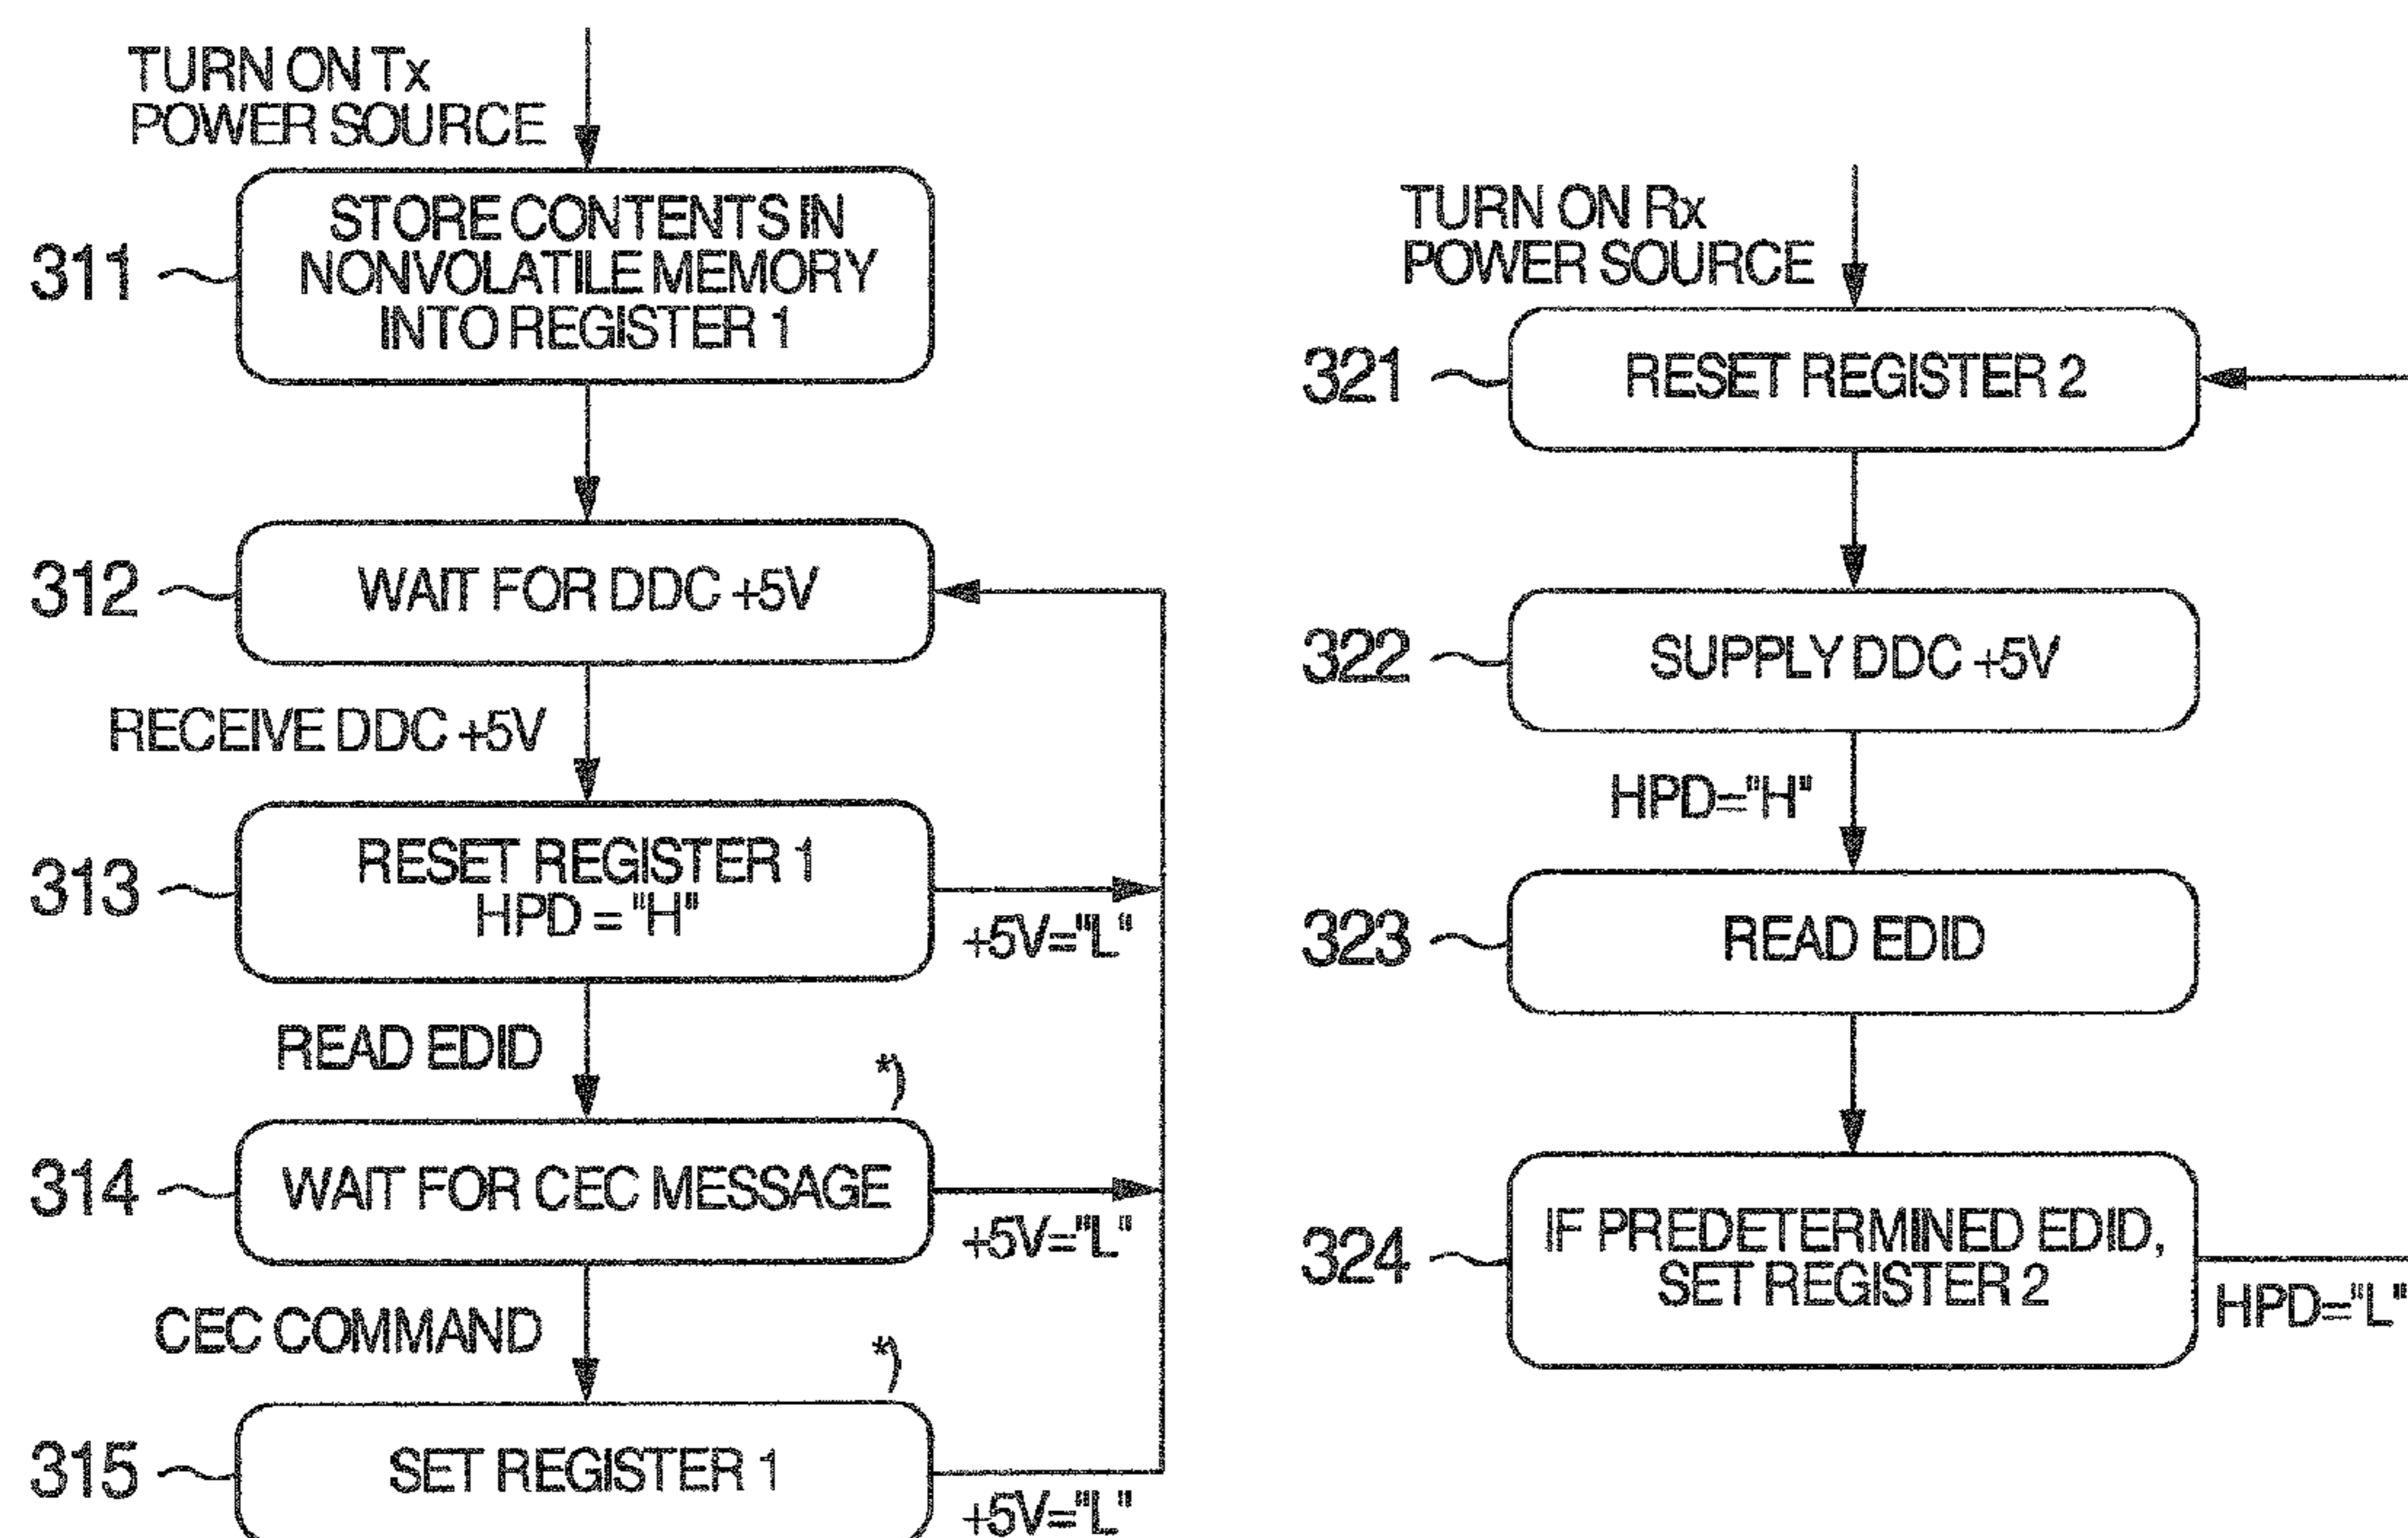 TURN ON Tx
POWER SOURCE
311
STORE CONTENTS IN
NONVOLATILE MEMORY
INTO REGISTER 1
312
WAIT FOR DDC +5V
RECEIVE DDC +5V
313
RESET REGISTER 1
HPD = "H"
+5V="L"
READ EDID
*)
314
WAIT FOR CEC MESSAGE
+5V="L"
CEC COMMAND
*)
315
SET REGISTER 1
+5V="L"
TURN ON Rx
POWER SOURCE
321
RESET REGISTER 2
322
SUPPLY DDC +5V
HPD="H"
323
READ EDID
324
IF PREDETERMINED EDID,
SET REGISTER 2
HPD="L"